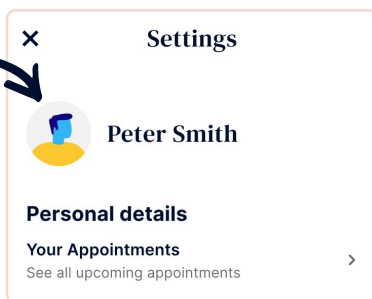 Settings
Peter Smith
Personal details
Your Appointments
See all upcoming appointments